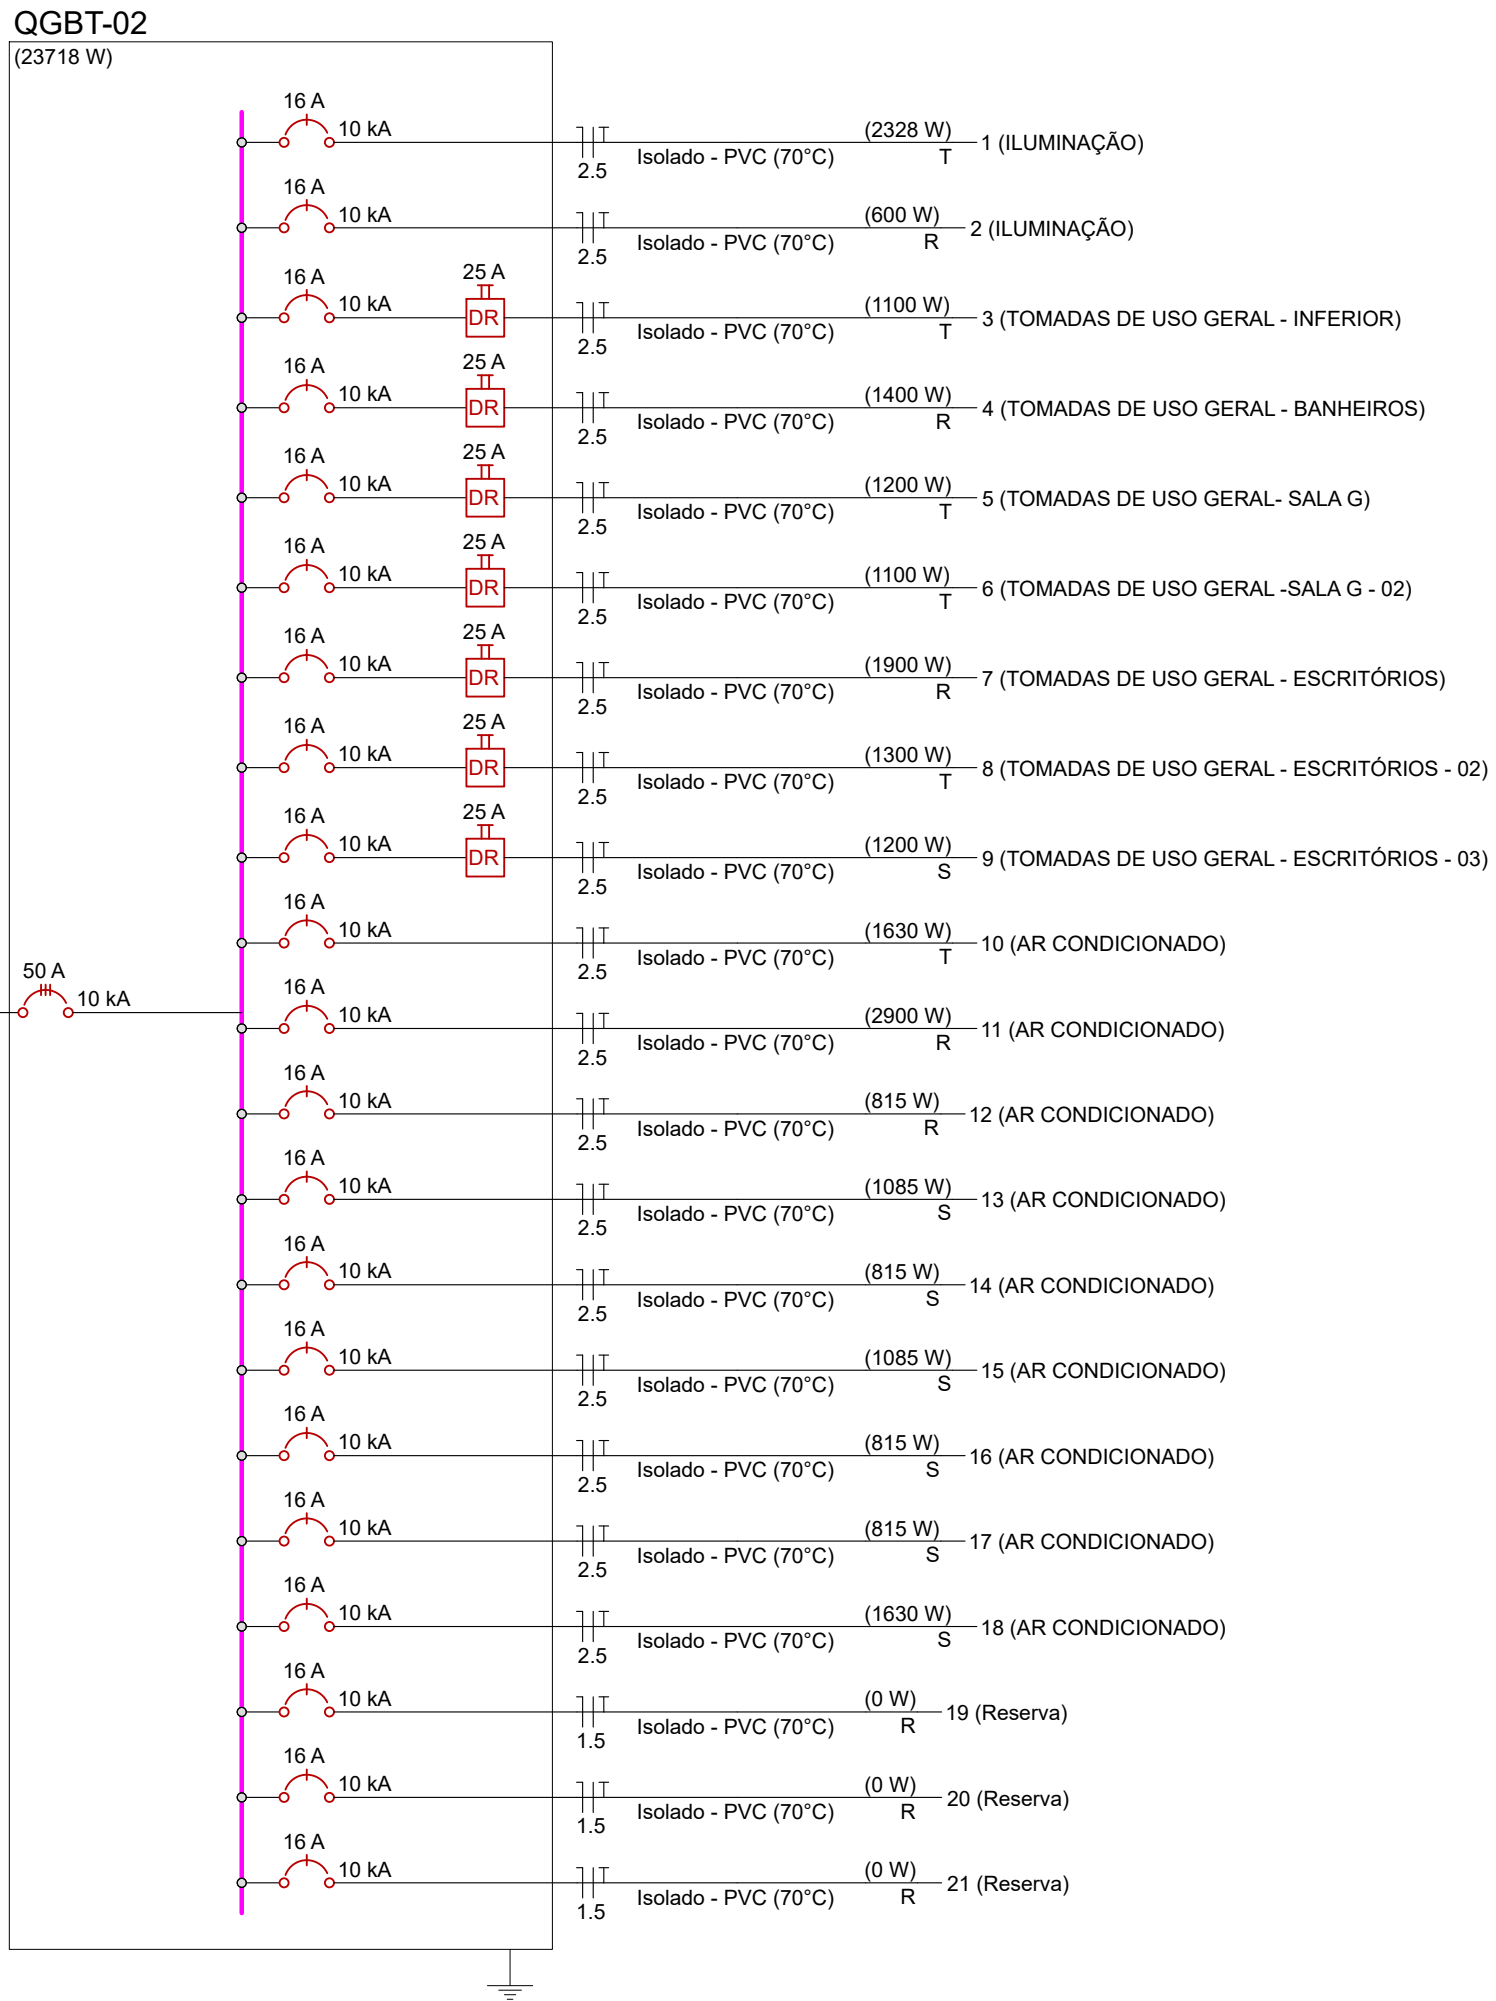 QGBT-02
(23718 W)
16 A
10 kA
(2328 W)
1 (ILUMINAÇÃO)
2.5
Isolado - PVC (70°C)
T
16 A
10 kA
(600 W)
2 (ILUMINAÇÃO)
2.5
Isolado - PVC (70°C)
R
16 A
10 kA
25 A
DR
(1100 W)
3 (TOMADAS DE USO GERAL - INFERIOR)
2.5
Isolado - PVC (70°C)
T
16 A
10 kA
25 A
DR
(1400 W)
4 (TOMADAS DE USO GERAL - BANHEIROS)
2.5
Isolado - PVC (70°C)
R
16 A
10 kA
25 A
DR
(1200 W)
5 (TOMADAS DE USO GERAL- SALA G)
2.5
Isolado - PVC (70°C)
T
16 A
10 kA
25 A
DR
(1100 W)
6 (TOMADAS DE USO GERAL -SALA G - 02)
2.5
Isolado - PVC (70°C)
T
16 A
10 kA
25 A
DR
(1900 W)
7 (TOMADAS DE USO GERAL - ESCRITÓRIOS)
2.5
Isolado - PVC (70°C)
R
16 A
10 kA
25 A
DR
(1300 W)
8 (TOMADAS DE USO GERAL - ESCRITÓRIOS - 02)
2.5
Isolado - PVC (70°C)
T
16 A
10 kA
25 A
DR
(1200 W)
9 (TOMADAS DE USO GERAL - ESCRITÓRIOS - 03)
2.5
Isolado - PVC (70°C)
S
16 A
10 kA
(1630 W)
10 (AR CONDICIONADO)
2.5
Isolado - PVC (70°C)
T
50 A
10 kA
16 A
10 kA
(2900 W)
11 (AR CONDICIONADO)
2.5
Isolado - PVC (70°C)
R
16 A
10 kA
(815 W)
12 (AR CONDICIONADO)
2.5
Isolado - PVC (70°C)
R
16 A
10 kA
(1085 W)
13 (AR CONDICIONADO)
2.5
Isolado - PVC (70°C)
S
16 A
10 kA
(815 W)
14 (AR CONDICIONADO)
2.5
Isolado - PVC (70°C)
S
16 A
10 kA
(1085 W)
15 (AR CONDICIONADO)
2.5
Isolado - PVC (70°C)
S
16 A
10 kA
(815 W)
16 (AR CONDICIONADO)
2.5
Isolado - PVC (70°C)
S
16 A
10 kA
(815 W)
17 (AR CONDICIONADO)
2.5
Isolado - PVC (70°C)
S
16 A
10 kA
(1630 W)
18 (AR CONDICIONADO)
2.5
Isolado - PVC (70°C)
S
16 A
10 kA
(0 W)
19 (Reserva)
1.5
Isolado - PVC (70°C)
R
16 A
10 kA
(0 W)
20 (Reserva)
1.5
Isolado - PVC (70°C)
R
16 A
10 kA
(0 W)
21 (Reserva)
1.5
Isolado - PVC (70°C)
R